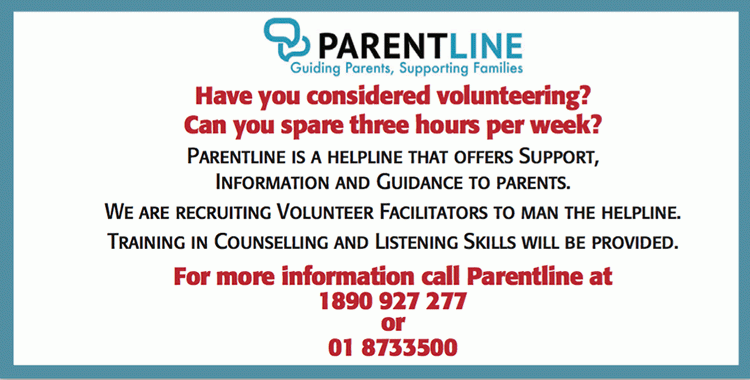 PARENTLINE
Guiding Parents, Supporting Families
Have you considered volunteering?
Can you spare three hours per week?
PARENTLINE IS A HELPLINE THAT OFFERS SUPPORT,
INFORMATION AND GUIDANCE TO PARENTS.
WE ARE RECRUITING VOLUNTEER FACILITATORS TO MAN THE HELPLINE.
TRAINING IN COUNSELLING AND LISTENING SKILLS WILL BE PROVIDED.
For more information call Parentline at
1890 927 277
or
01 8733500